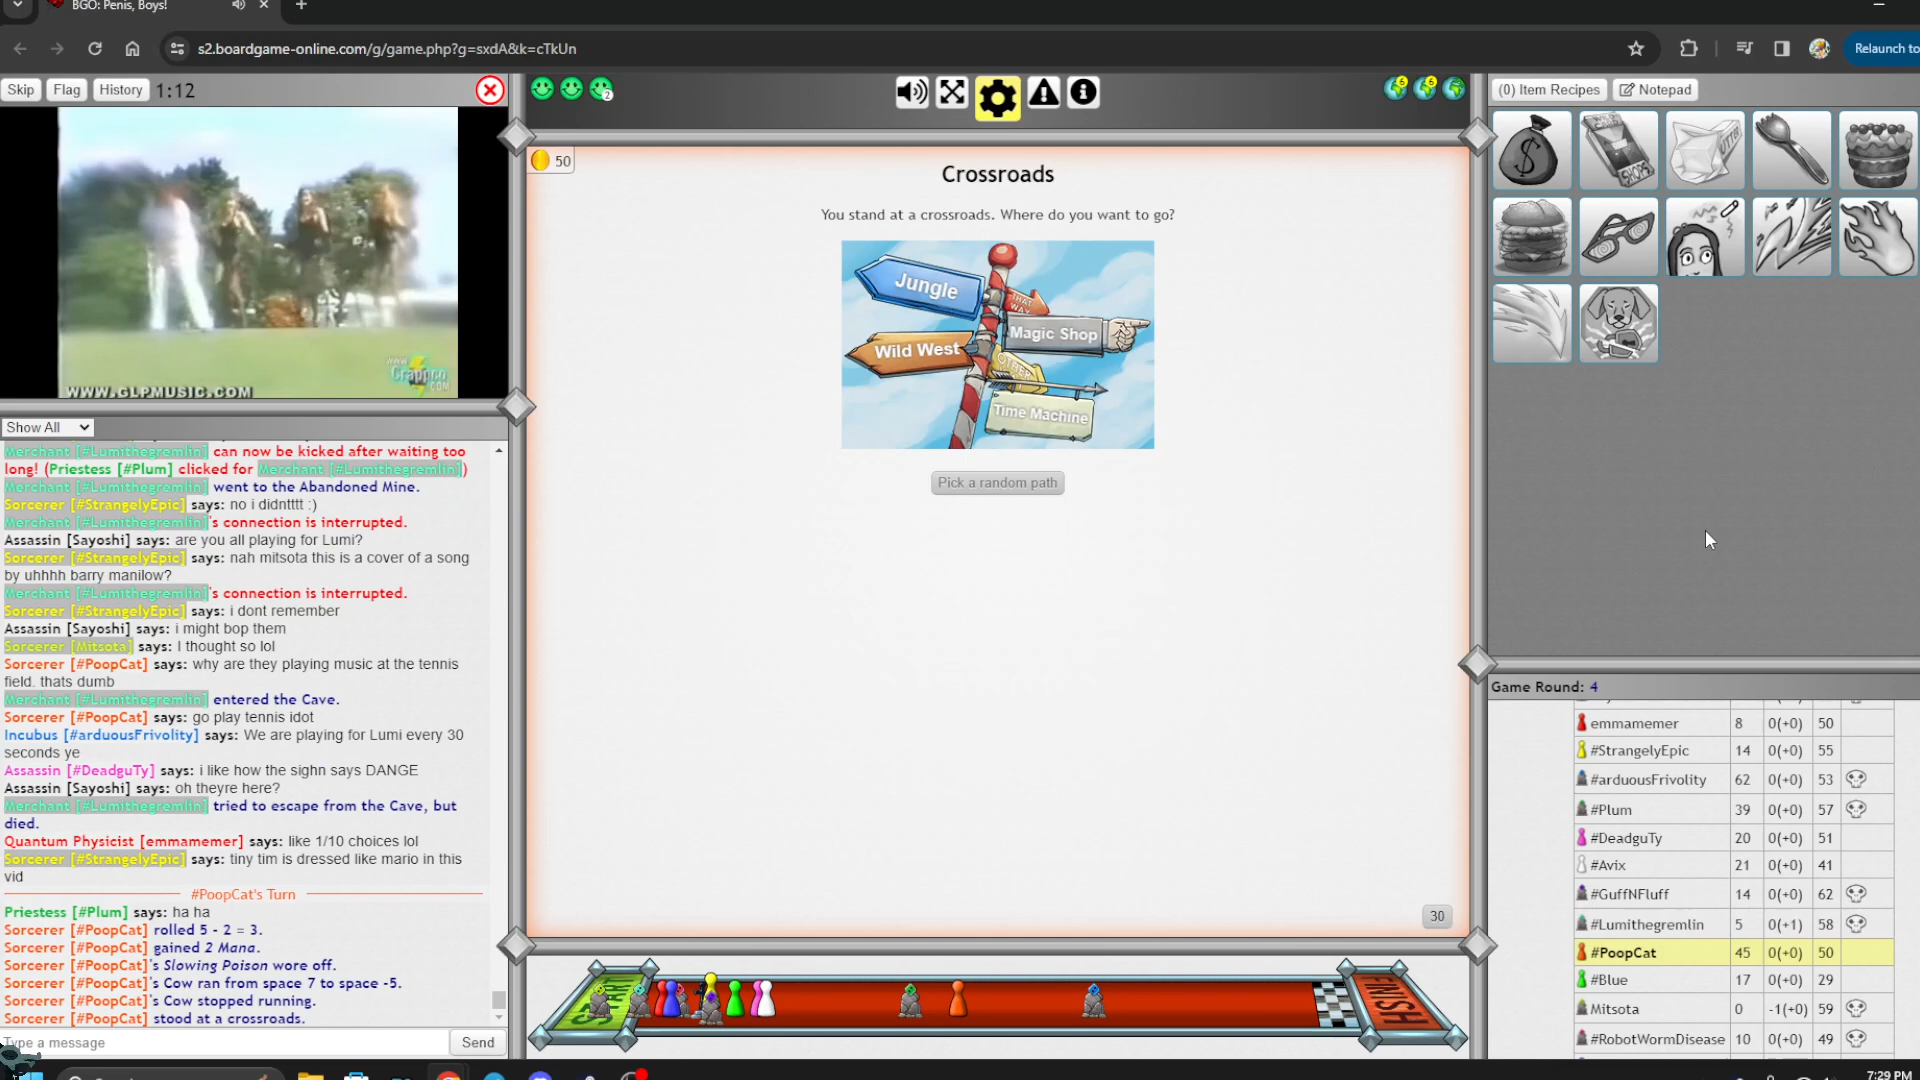 BGO: Penis, Boys!
s2.boardgame-online.com/g/game.php?g=sxdA&k=cTkUn
Relaunch to
Skip Flag History 1:12
2
6 6
(0) Item Recipes Notepad
WWW.GLPMUSIC.COM
www.
Crappco
.COM
50
Crossroads
You stand at a crossroads. Where do you want to go?
Jungle
THAT WAY
Magic Shop
Wild West
OTHER
Time Machine
Pick a random path
30
Show All
Merchant [#Lumithegremlin] can now be kicked after waiting too
long! (Priestess [#Plum] clicked for Merchant [#Lumithegremlin])
Merchant [#Lumithegremlin] went to the Abandoned Mine.
Sorcerer [#StrangelyEpic] says: no i didntttt :)
Merchant [#Lumithegremlin]'s connection is interrupted.
Assassin [Sayoshi] says: are you all playing for Lumi?
Sorcerer [#StrangelyEpic] says: nah mitsota this is a cover of a song
by uhhhh barry manilow?
Merchant [#Lumithegremlin]'s connection is interrupted.
Sorcerer [#StrangelyEpic] says: i dont remember
Assassin [Sayoshi] says: i might bop them
Sorcerer [Mitsota] says: I thought so lol
Sorcerer [#PoopCat] says: why are they playing music at the tennis
field. thats dumb
Merchant [#Lumithegremlin] entered the Cave.
Sorcerer [#PoopCat] says: go play tennis idot
Incubus [#arduousFrivolity] says: We are playing for Lumi every 30
seconds ye
Assassin [#DeadguTy] says: i like how the sighn says DANGE
Assassin [Sayoshi] says: oh theyre here?
Merchant [#Lumithegremlin] tried to escape from the Cave, but
died.
Quantum Physicist [emmamemer] says: like 1/10 choices lol
Sorcerer [#StrangelyEpic] says: tiny tim is dressed like mario in this
vid
#PoopCat's Turn
Priestess [#Plum] says: ha ha
Sorcerer [#PoopCat] rolled 5 - 2 = 3.
Sorcerer [#PoopCat] gained 2 Mana.
Sorcerer [#PoopCat]'s Slowing Poison wore off.
Sorcerer [#PoopCat]'s Cow ran from space 7 to space -5.
Sorcerer [#PoopCat]'s Cow stopped running.
Sorcerer [#PoopCat] stood at a crossroads.
Type a message
Send
FINISH
Game Round: 4
emmamemer 8 0(+0) 50
#StrangelyEpic 14 0(+0) 55
#arduousFrivolity 62 0(+0) 53
#Plum 39 0(+0) 57
#DeadguTy 20 0(+0) 51
#Avix 21 0(+0) 41
#GuffNFluff 14 0(+0) 62
#Lumithegremlin 5 0(+1) 58
#PoopCat 45 0(+0) 50
#Blue 17 0(+0) 29
Mitsota 0 -1(+0) 59
#RobotWormDisease 10 0(+0) 49
7:29 PM